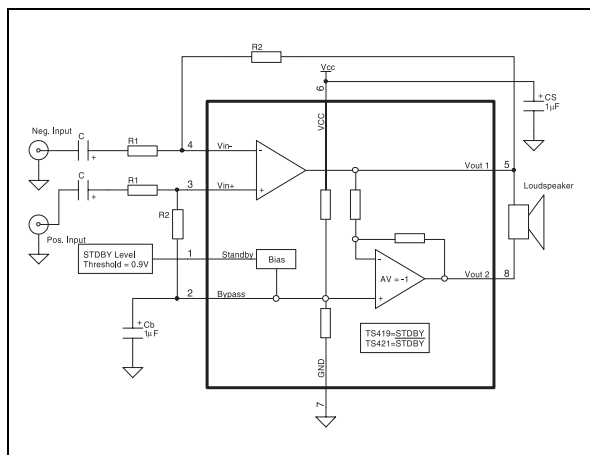 R2
Vcc
6
CS
1µF
VCC
Neg. Input
C
+
R1
4
Vin-
-
Vout 1
5
C
+
R1
3
Vin+
+
Loudspeaker
R2
Pos. Input
STDBY Level
Threshold = 0.9V
1
Standby
Bias
-
AV = -1
+
Vout 2
8
2
Bypass
+
Cb
1µF
TS419=STDBY
TS421=STDBY
GND
7